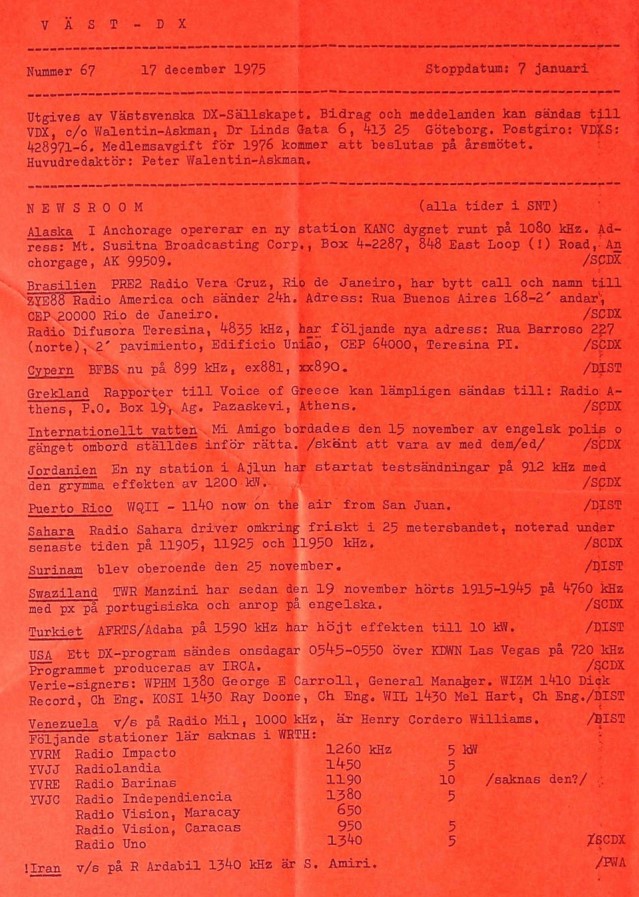 VÄST-DX
Nummer 67 17 december 1975 Stoppdatum: 7 januari
Utgives av Västsvenska DX-Sällskapet. Bidrag och meddelanden kan sändas till
VDX, c/o Walentin-Askman, Dr Linds Gata 6, 413 25 Göteborg. Postgiro: VDXS:
428971-6. Medlemsavgift för 1976 kommer att beslutas på årsmötet.
Huvudredaktör: Peter Walentin-Askman.
NEWSROOM (alla tider i SNT)
Alaska I Anchorage opererar en ny station KANC dygnet runt på 1080 kHz. Ad-
ress: Mt. Susitna Broadcasting Corp., Box 4-2287, 848 East Loop (!) Road, An
chorgage, AK 99509. /SCDX
Brasilien PRE2 Radio Vera Cruz, Rio de Janeiro, har bytt call och namn till
ZYE88 Radio America och sänder 24h. Adress: Rua Buenos Aires 168-2´ andar,
CEP 20000 Rio de Janeiro. /SCDX
Radio Difusora Teresina, 4835 kHz, har följande nya adress: Rua Barroso 227
(norte), 2´ pavimiento, Edificio Uniao, CEP 64000, Teresina PI. /SCDX
Cypern BFBS nu på 899 kHz, ex881, xx890. /DIST
Grekland Rapporter till Voice of Greece kan lämpligen sändas till: Radio A-
thens, P.O. Box 19, Ag. Pazaskevi, Athens. /SCDX
Internationellt vatten Mi Amigo bordades den 15 november av engelsk polis o
gänget ombord ställdes inför rätta. /skönt att vara av med dem/ed/ /SCDX
Jordanien En ny station i Ajlun har startat testsändningar på 912 kHz med
den grymma effekten av 1200 kW. /SCDX
Puerto Rico WQII - 1140 now on the air from San Juan. /DIST
Sahara Radio Sahara driver omkring friskt i 25 metersbandet, noterad under
senaste tiden på 11905, 11925 och 11950 kHz. /SCDX
Surinam blev oberoende den 25 november. /DIST
Swaziland TWR Manzini har sedan den 19 november hörts 1915-1945 på 4760 kHz
med px på portugisiska och anrop på engelska. /SCDX
Turkiet AFRTS/Adaha på 1590 kHz har höjt effekten till 10 kW. /DIST
USA Ett DX-program sändes onsdagar 0545-0550 över KDWN Las Vegas på 720 kHz
Programmet produceras av IRCA. /SCDX
Verie-signers: WPHM 1380 George E Carroll, General Manager. WIZM 1410 Dick
Record, Ch Eng. KOSI 1430 Ray Doone, Ch Eng. WIL 1430 Mel Hart, Ch Eng./DIST
Venezuela v/s på Radio Mil, 1000 kHz, är Henry Cordero Williams. /DIST
Följande stationer lär saknas i WRTH:
YVRM Radio Impacto 1260 kHz 5 kW
YVJJ Radiolandia 1450 5
YVRE Radio Barinas 1190 10 /saknas den?/
YVJC Radio Independiencia 1380 5
Radio Vision, Maracay 650
Radio Vision, Caracas 950 5
Radio Uno 1340 5 /SCDX
!Iran v/s på R Ardabil 1340 kHz är S. Amiri. /PWA